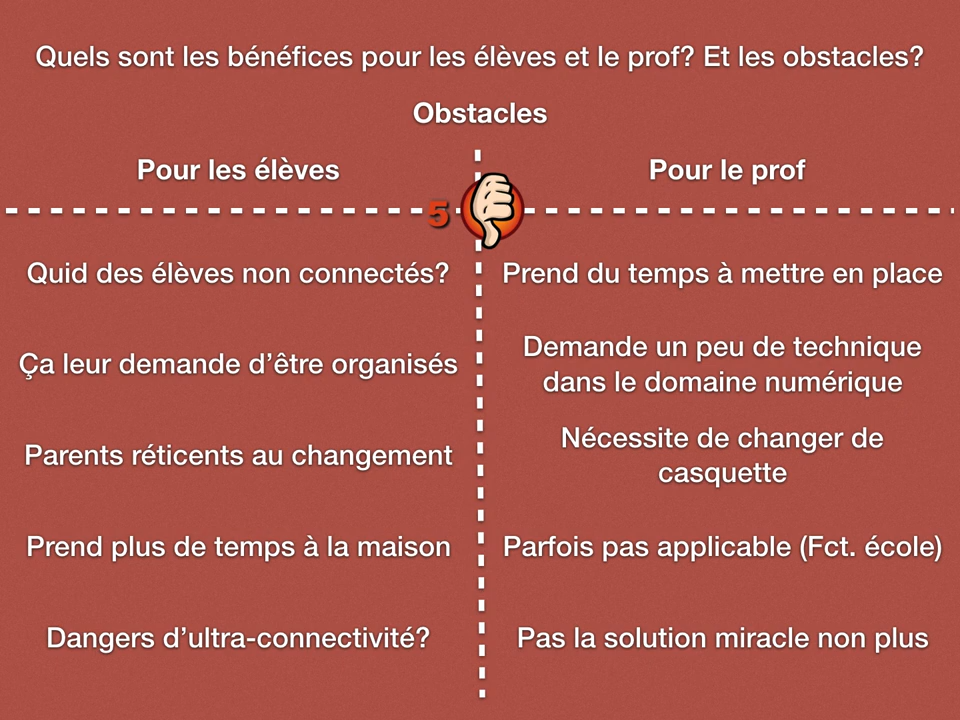 Quels sont les bénéfices pour les élèves et le prof? Et les obstacles?
Obstacles
Pour les élèves
Pour le prof
5
Quid des élèves non connectés?
Prend du temps à mettre en place
Ça leur demande d’être organisés
Demande un peu de technique
dans le domaine numérique
Parents réticents au changement
Nécessite de changer de
casquette
Prend plus de temps à la maison
Parfois pas applicable (Fct. école)
Dangers d’ultra-connectivité?
Pas la solution miracle non plus